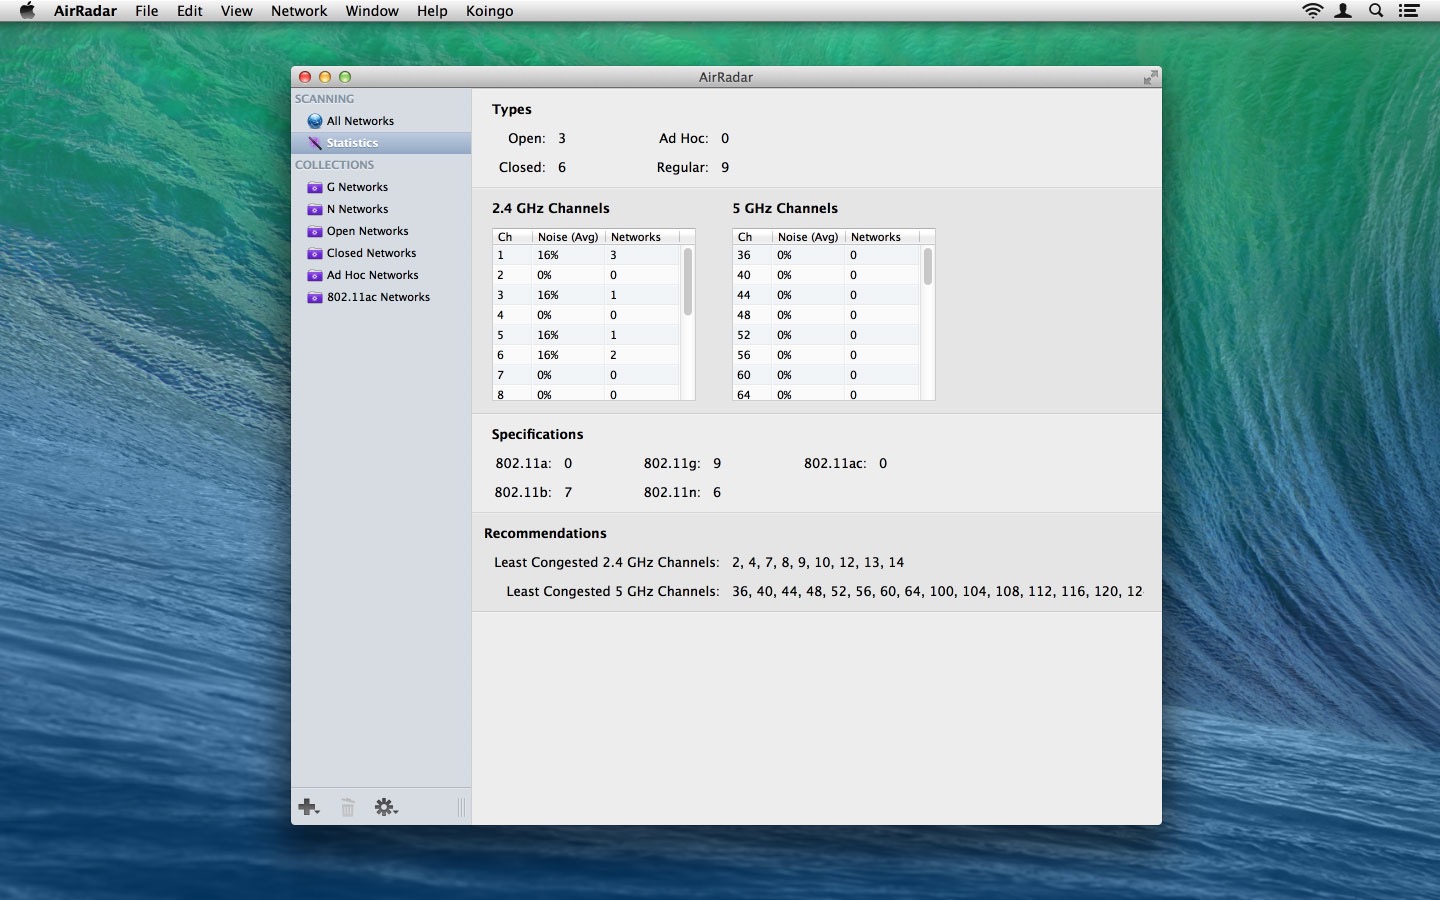 AirRadar File Edit View Network Window Help Koingo
AirRadar
SCANNING
All Networks
Statistics
COLLECTIONS
G Networks
N Networks
Open Networks
Closed Networks
Ad Hoc Networks
802.11ac Networks
Types
Open: 3 Ad Hoc: 0
Closed: 6 Regular: 9
2.4 GHz Channels
Ch Noise (Avg) Networks
1 16% 3
2 0% 0
3 16% 1
4 0% 0
5 16% 1
6 16% 2
7 0% 0
8 0% 0
5 GHz Channels
Ch Noise (Avg) Networks
36 0% 0
40 0% 0
44 0% 0
48 0% 0
52 0% 0
56 0% 0
60 0% 0
64 0% 0
Specifications
802.11a: 0 802.11g: 9 802.11ac: 0
802.11b: 7 802.11n: 6
Recommendations
Least Congested 2.4 GHz Channels: 2, 4, 7, 8, 9, 10, 12, 13, 14
Least Congested 5 GHz Channels: 36, 40, 44, 48, 52, 56, 60, 64, 100, 104, 108, 112, 116, 120, 12